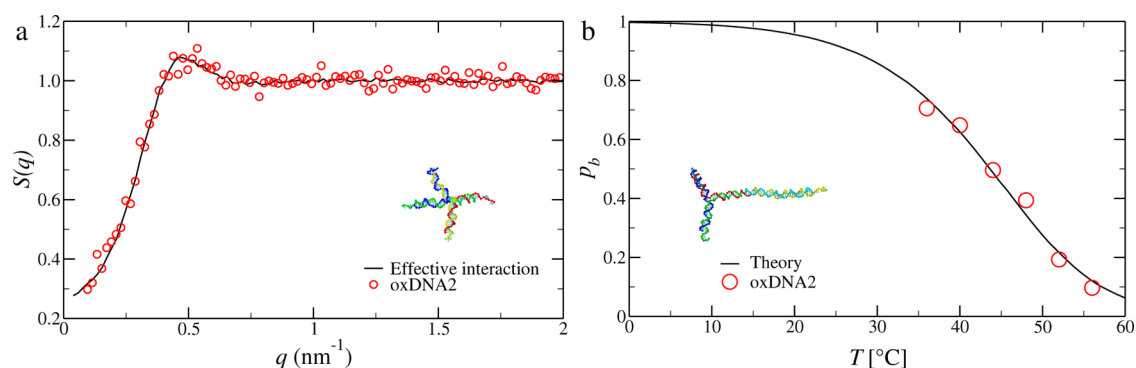 a
1.2
1.0
0.8
0.6
0.4
0.2
S(q)
0
0.5
1
1.5
2
q (nm⁻¹)
Effective interaction
oxDNA2
b
1
0.8
0.6
0.4
0.2
0
p_b
0
10
20
30
40
50
60
T [°C]
Theory
oxDNA2